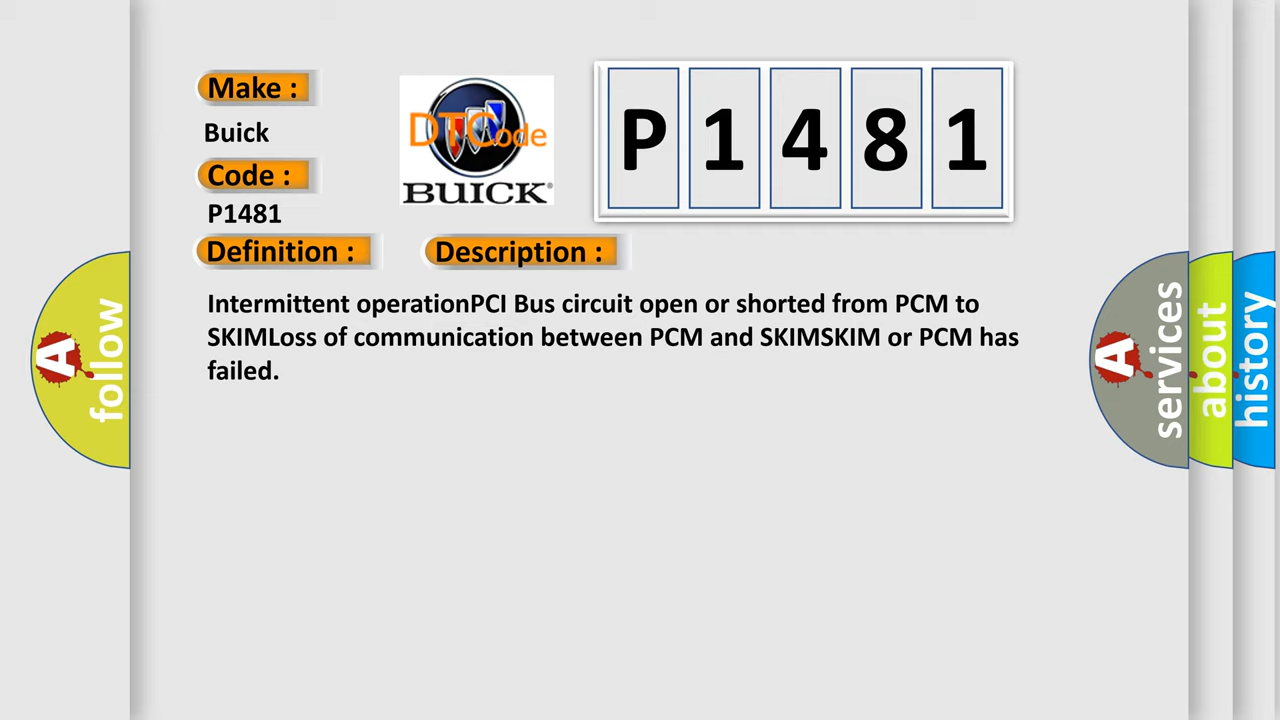 Make :
Buick
Code :
P1481
Definition :
Description :
DTCode
BUICK®
P 1 4 8 1
Intermittent operationPCI Bus circuit open or shorted from PCM to
SKIMLoss of communication between PCM and SKIMSKIM or PCM has
failed.
A follow
A services
about
history